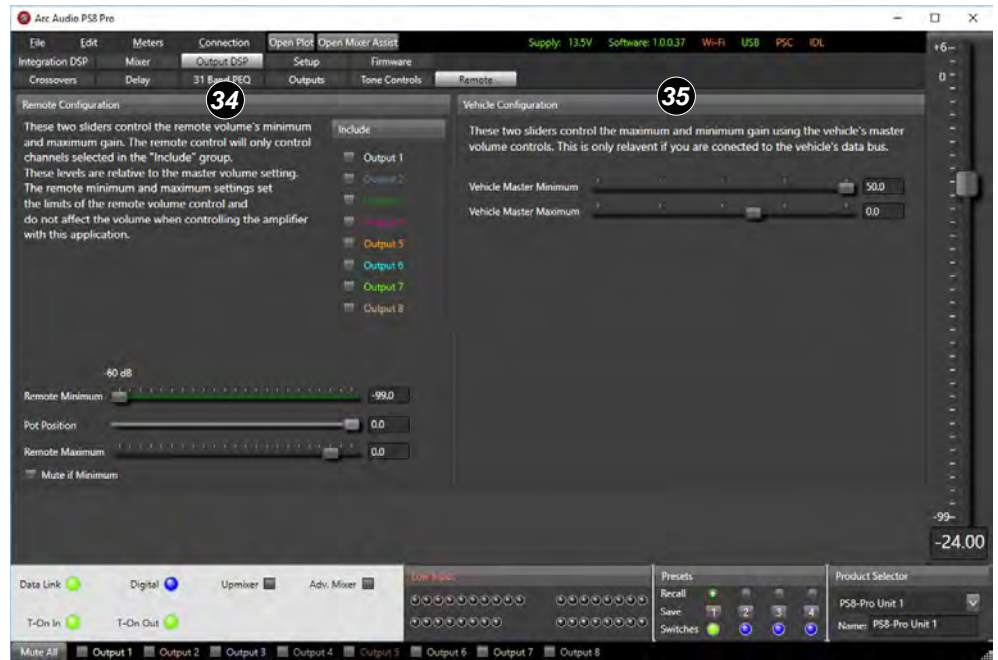 Arc Audio PS8 Pro
File Edit Meters Connection Open Plot Open Mixer Assist Supply: 13.5V Software: 1.0.0.37 Wi-Fi USB PSC IDL
Integration DSP Mixer Output DSP Setup Firmware
Crossovers Delay 31 Band PEQ Outputs Tone Controls Remote
34
35
Remote Configuration
These two sliders control the remote volume's minimum
and maximum gain. The remote control will only control
channels selected in the "Include" group.
These levels are relative to the master volume setting.
The remote minimum and maximum settings set
the limits of the remote volume control and
do not affect the volume when controlling the amplifier
with this application.
Include
Output 1
Output 2
Output 5
Output 6
Output 7
Output 8
-60 dB
Remote Minimum -99.0
Pot Position 0.0
Remote Maximum 0.0
Mute if Minimum
Vehicle Configuration
These two sliders control the maximum and minimum gain using the vehicle's master
volume controls. This is only relavent if you are conected to the vehicle's data bus.
Vehicle Master Minimum 50.0
Vehicle Master Maximum 0.0
+6
0
-99
-24.00
Data Link Digital Upmixer Adv. Mixer
T-On In T-On Out
Low Input
Presets
Recall
Save 1 2 3 4
Switches
Product Selector
PS8-Pro Unit 1
Name: PS8-Pro Unit 1
Mute All Output 1 Output 2 Output 3 Output 4 Output 5 Output 6 Output 7 Output 8